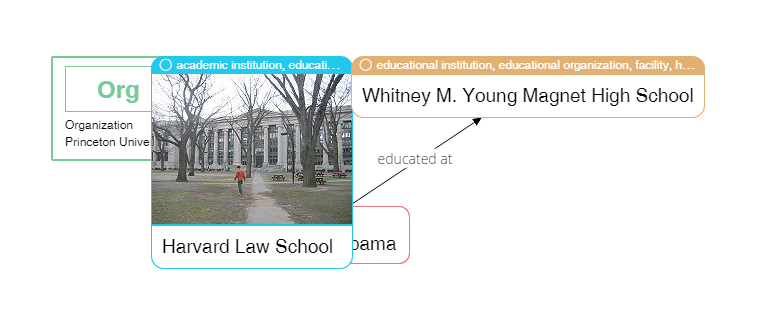 academic institution, educati...
educational institution, educational organization, facility, h...
Org
Whitney M. Young Magnet High School
Organization
Princeton Unive
educated at
Harvard Law School
bama